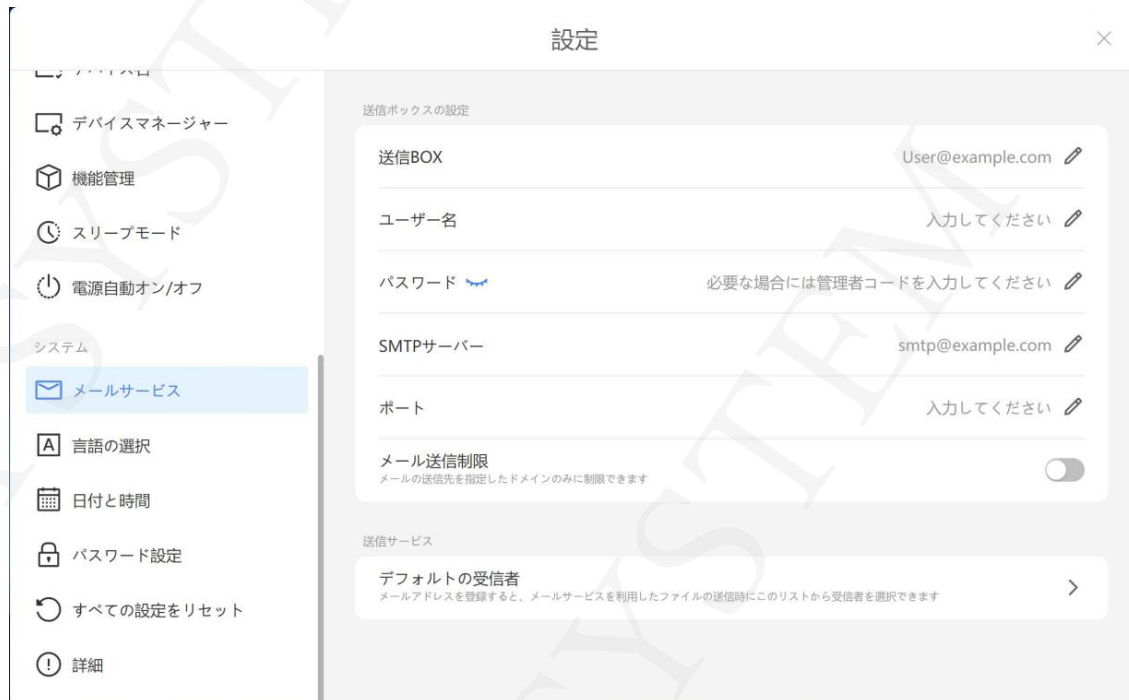 設定
デバイスマネージャー
機能管理
スリープモード
電源自動オン/オフ
システム
メールサービス
言語の選択
日付と時間
パスワード設定
すべての設定をリセット
詳細
送信ボックスの設定
送信BOX User@example.com
ユーザー名 入力してください
パスワード 必要な場合には管理者コードを入力してください
SMTPサーバー smtp@example.com
ポート 入力してください
メール送信制限
メールの送信先を指定したドメインのみに制限できます
送信サービス
デフォルトの受信者
メールアドレスを登録すると、メールサービスを利用したファイルの送信時にこのリストから受信者を選択できます
SYSTEM